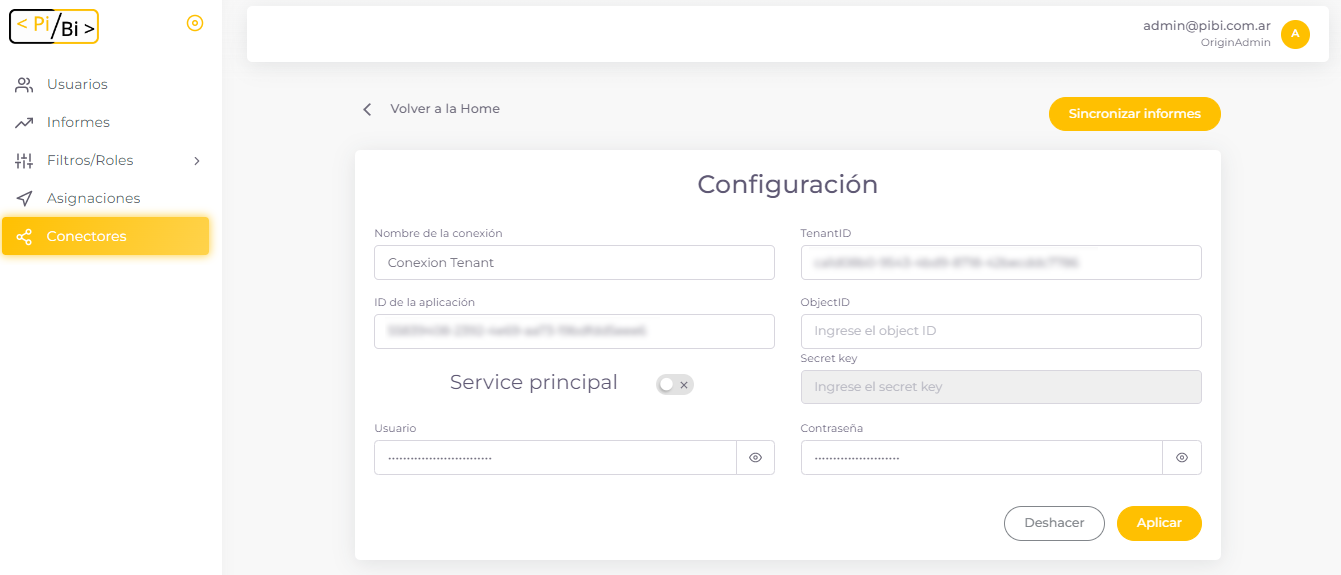 < Pi/Bi >
admin@pibi.com.ar
OriginAdmin
A
Usuarios
Informes
Filtros/Roles
Asignaciones
Conectores
Volver a la Home
Sincronizar informes
Configuración
Nombre de la conexión
Conexion Tenant
TenantID
ID de la aplicación
ObjectID
Ingrese el object ID
Service principal
Secret key
Ingrese el secret key
Usuario
Contraseña
Deshacer
Aplicar